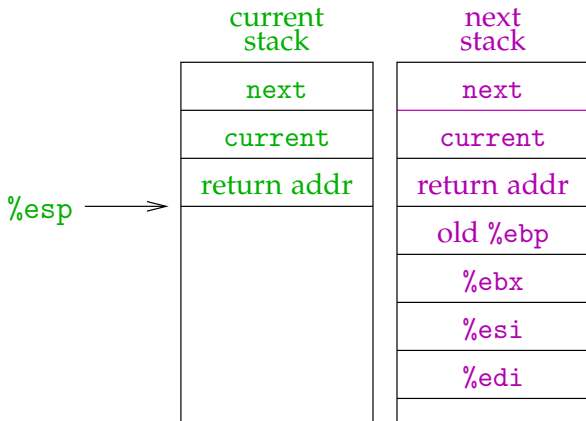 current
stack
next
current
return addr
%esp
next
stack
next
current
return addr
old %ebp
%ebx
%esi
%edi